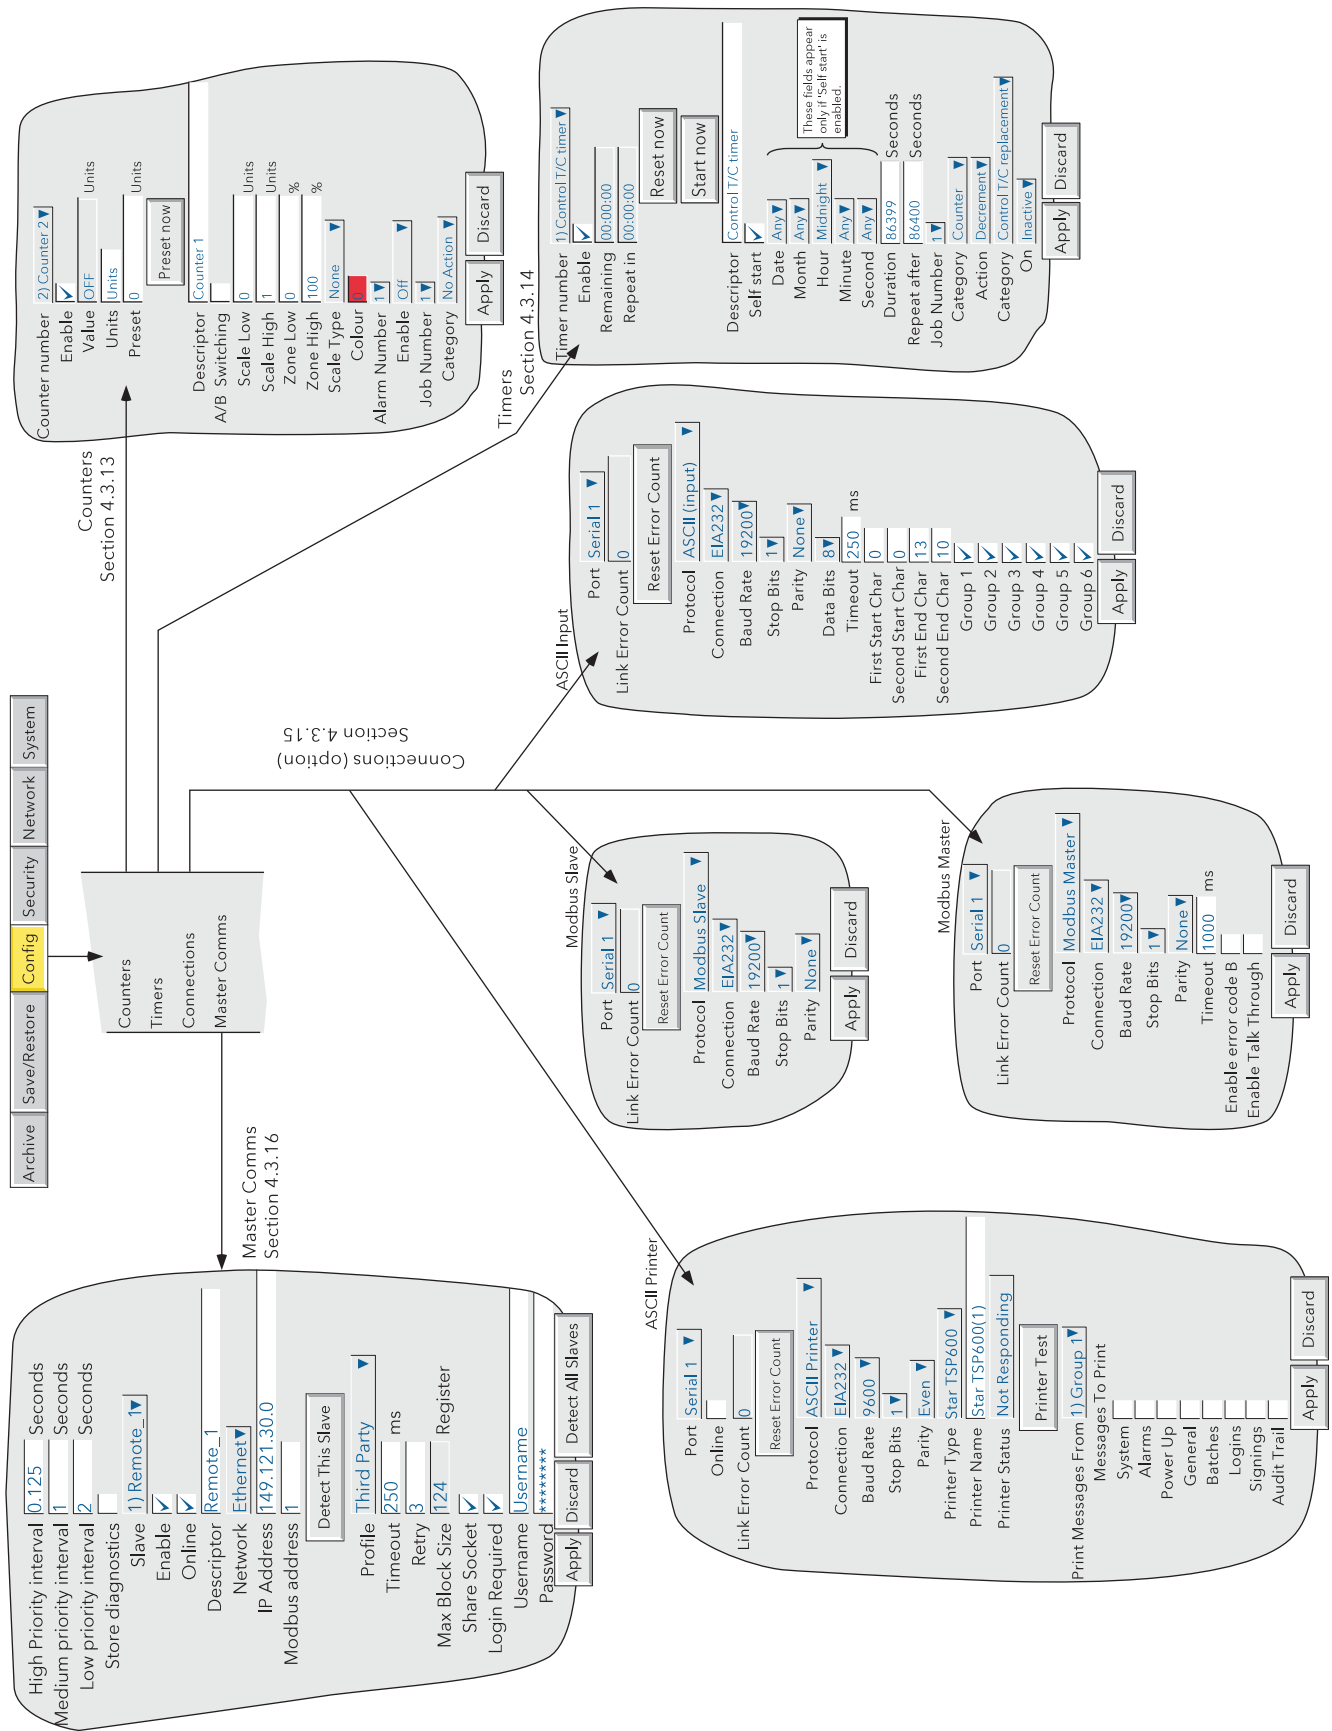 Archive Save/Restore Config Security Network System
Counters
Timers
Connections
Master Comms
Master Comms
Section 4.3.16
High Priority interval 0.125 Seconds
Medium priority interval 1 Seconds
Low priority interval 2 Seconds
Store diagnostics
Slave 1) Remote_1▼
Enable ✓
Online ✓
Descriptor Remote_1
Network Ethernet▼
IP Address 149.121.30.0
Modbus address 1
Detect This Slave
Profile Third Party ▼
Timeout 250 ms
Retry 3
Max Block Size 124 Register
Share Socket ✓
Login Required ✓
Username Username
Password ********
Apply Discard Detect All Slaves
Counters
Section 4.3.13
Counter number 2) Counter 2▼
Enable ✓
Value OFF Units
Units Units
Preset 0 Units
Preset now
Descriptor Counter 1
A/B Switching
Scale Low 0 Units
Scale High 1 Units
Zone Low 0 %
Zone High 100 %
Scale Type None ▼
Colour 0
Alarm Number 1▼
Enable Off ▼
Job Number 1▼
Category No Action ▼
Apply Discard
Timers
Section 4.3.14
Timer number 1) Control T/C timer ▼
Enable ✓
Remaining 00:00:00
Repeat in 00:00:00
Reset now
Start now
Descriptor Control T/C timer
Self start ✓
Date Any▼
Month Any▼
Hour Midnight ▼
Minute Any▼
Second Any▼
These fields appear
only if 'Self start' is
enabled.
Duration 86399 Seconds
Repeat after 86400 Seconds
Job Number 1▼
Category Counter ▼
Action Decrement▼
Category Control T/C replacement▼
On Inactive▼
Apply Discard
Connections (option)
Section 4.3.15
ASCII Printer
Port Serial 1 ▼
Online
Link Error Count 0
Reset Error Count
Protocol ASCII Printer ▼
Connection EIA232 ▼
Baud Rate 9600 ▼
Stop Bits 1▼
Parity Even ▼
Printer Type Star TSP600 ▼
Printer Name Star TSP600(1)
Printer Status Not Responding
Printer Test
Print Messages From 1) Group 1▼
Messages To Print
System
Alarms
Power Up
General
Batches
Logins
Signings
Audit Trail
Apply Discard
Modbus Slave
Port Serial 1 ▼
Link Error Count 0
Reset Error Count
Protocol Modbus Slave ▼
Connection EIA232▼
Baud Rate 19200▼
Stop Bits 1▼
Parity None▼
Apply Discard
ASCII Input
Port Serial 1 ▼
Link Error Count 0
Reset Error Count
Protocol ASCII (input) ▼
Connection EIA232▼
Baud Rate 19200▼
Stop Bits 1▼
Parity None▼
Data Bits 8▼
Timeout 250 ms
First Start Char 0
Second Start Char 0
First End Char 13
Second End Char 10
Group 1 ✓
Group 2 ✓
Group 3 ✓
Group 4 ✓
Group 5 ✓
Group 6 ✓
Apply Discard
Modbus Master
Port Serial 1 ▼
Link Error Count 0
Reset Error Count
Protocol Modbus Master ▼
Connection EIA232 ▼
Baud Rate 19200▼
Stop Bits 1▼
Parity None▼
Timeout 1000 ms
Enable error code B
Enable Talk Through
Apply Discard